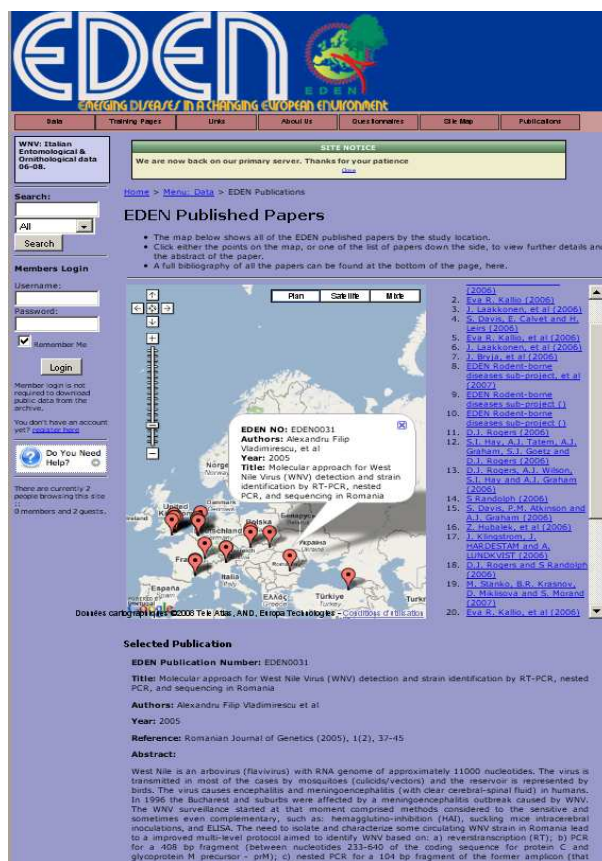 EDEN
EDEN
EMERGING DISEASES IN A CHANGING EUROPEAN ENVIRONMENT
Data
Training Pages
Links
About Us
Questionnaires
Site Map
Publications
WNV: Italian
Entomological &
Ornithological data
06-08.
SITE NOTICE
We are now back on our primary server. Thanks for your patience
Close
Home > Menu: Data > EDEN Publications
Search:
All
Search
EDEN Published Papers
The map below shows all of the EDEN published papers by the study location.
Click either the points on the map, or one of the list of papers down the side, to view further details and
the abstract of the paper.
A full bibliography of all the papers can be found at the bottom of the page, here.
Members Login
Username:
Password:
Remember Me
Login
Member login is not
required to download
public data from the
archive.
You don't have an account
yet? register here
Do You Need
Help?
There are currently 2
people browsing this site
::
0 members and 2 guests.
Plan
Satellite
Mixte
EDEN NO: EDEN0031
Authors: Alexandru Filip
Vladimirescu et al
Year: 2005
Title: Molecular approach for West
Nile Virus (WNV) detection and strain
identification by RT-PCR, nested
PCR, and sequencing in Romania
Norge
United
Ireland
Deutschland
Polska
Україна
France
España
Italia
Ελλάς
Türkiye
Données cartographiques ©2008 Tele Atlas, AND, Europa Technologies - Conditions d'utilisation
(2006)
2. Eva R. Kallio (2006)
3. J. Laakkonen, et al (2006)
4. S. Davis, E. Calvet and H.
Leirs (2006)
5. Eva R. Kallio, et al (2006)
6. J. Laakkonen, et al (2006)
7. J. Bryja, et al (2006)
8. EDEN Rodent-borne
diseases sub-project, et al
(2007)
9. EDEN Rodent-borne
diseases sub-project ()
10. EDEN Rodent-borne
diseases sub-project ()
11. D.J. Rogers (2006)
12. S.I. Hay, A.J. Tatem, A.J.
Graham, S.J. Goetz and
D.J. Rogers (2006)
13. D.J. Rogers, A.J. Wilson,
S.I. Hay and A.J. Graham
(2006)
14. S Randolph (2006)
15. S. Davis, P.M. Atkinson and
A.J. Graham (2006)
16. Z. Hubalek, et al (2006)
17. J. Klingstrom, J.
HARDESTAM and A.
LUNDKVIST (2006)
18. D.J. Rogers and S Randolph
(2006)
19. M. Stanko, B.R. Krasnov,
D. Miklisova and S. Morand
(2007)
20. Eva R. Kallio, et al (2006)
Selected Publication
EDEN Publication Number: EDEN0031
Title: Molecular approach for West Nile Virus (WNV) detection and strain identification by RT-PCR, nested
PCR, and sequencing in Romania
Authors: Alexandru Filip Vladimirescu et al
Year: 2005
Reference: Romanian Journal of Genetics (2005), 1(2), 37-45
Abstract:
West Nile is an arbovirus (flavivirus) with RNA genome of approximately 11000 nucleotides. The virus is
transmitted in most of the cases by mosquitoes (culicids/vectors) and the reservoir is represented by
birds. The virus causes encephalitis and meningoencephalitis (with clear cerebral-spinal fluid) in humans.
In 1996 the Bucharest and suburbs were affected by a meningoencephalitis outbreak caused by WNV.
The WNV surveillance started at that moment comprised methods considered to the sensitive and
sometimes even complementary, such as: hemagglutino-inhibition (HAI), suckling mice intracerebral
inoculations, and ELISA. The need to isolate and characterize some circulating WNV strain in Romania lead
to a improved multi-level protocol aimed to identify WNV based on: a) reverstranscription (RT); b) PCR
for a 408 bp fragment (between nucleotides 233-640 of the coding sequence for protein C and
glycoprotein M precursor - prM); c) nested PCR for a 104 bp fragment of the former amplicon (that